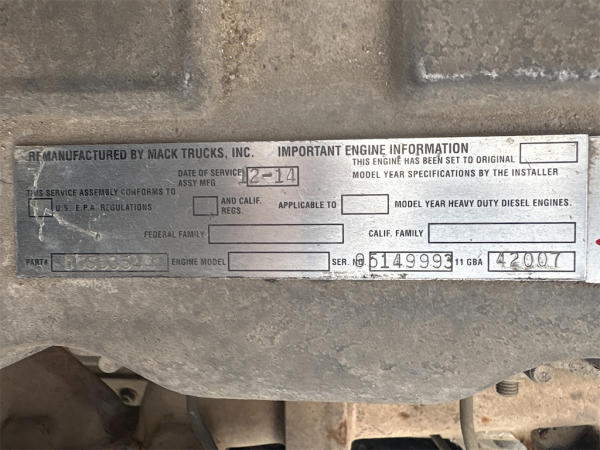 REMANUFACTURED BY MACK TRUCKS, INC. IMPORTANT ENGINE INFORMATION
THIS ENGINE HAS BEEN SET TO ORIGINAL
DATE OF SERVICE ASSY MFG 12-14 MODEL YEAR SPECIFICATIONS BY THE INSTALLER
THIS SERVICE ASSEMBLY CONFORMS TO
U.S. E.P.A. REGULATIONS AND CALIF. REGS. APPLICABLE TO MODEL YEAR HEAVY DUTY DIESEL ENGINES.
FEDERAL FAMILY CALIF. FAMILY
PART# ENGINE MODEL SER. NO. 05149993 11 GBA 42007